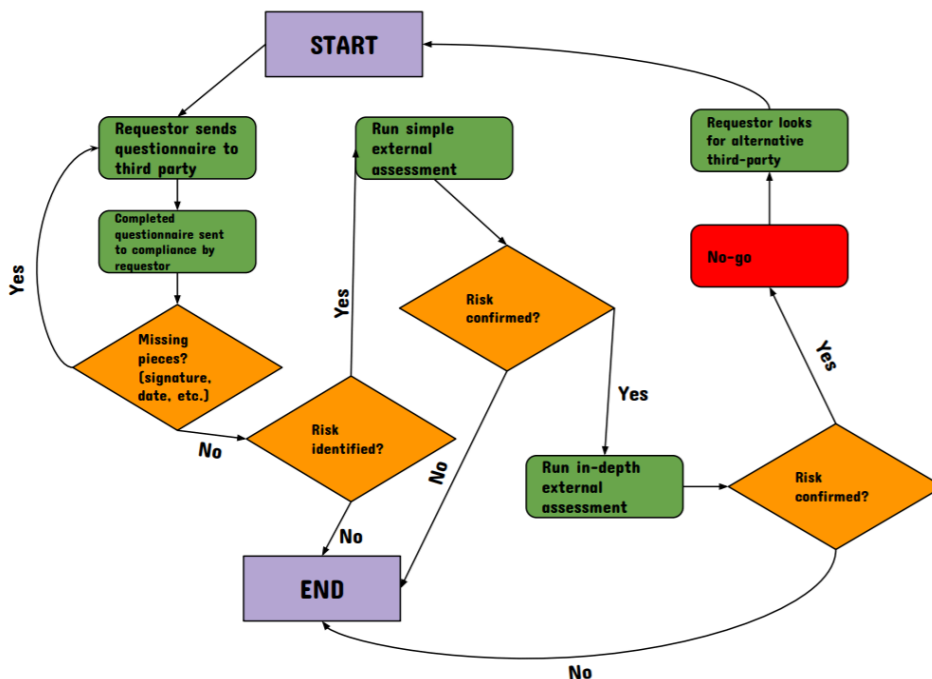 START
Requestor sends
questionnaire to
third party
Completed
questionnaire sent
to compliance by
requestor
Missing
pieces?
(signature,
date, etc.)
Yes
No
Risk
identified?
Yes
No
Run simple
external
assessment
Risk
confirmed?
No
Yes
Run in-depth
external
assessment
Risk
confirmed?
Yes
No
No-go
Requestor looks
for alternative
third-party
END